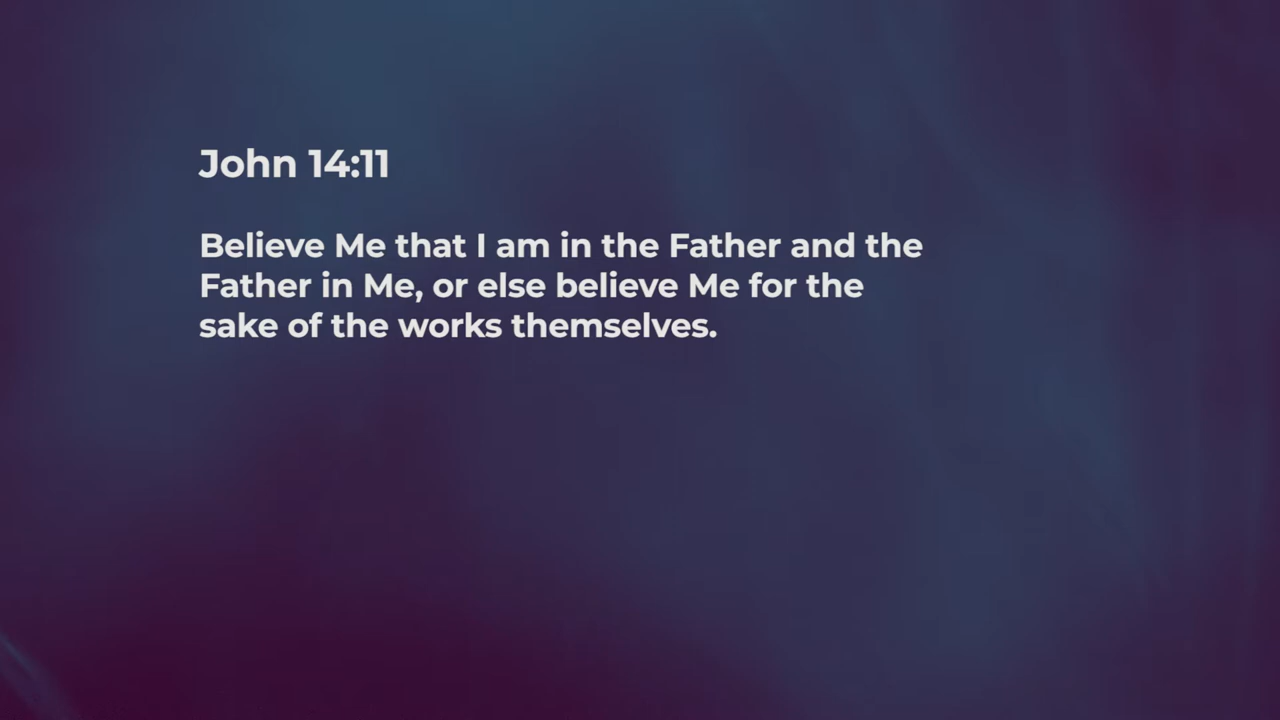 John 14:11
Believe Me that I am in the Father and the
Father in Me, or else believe Me for the
sake of the works themselves.